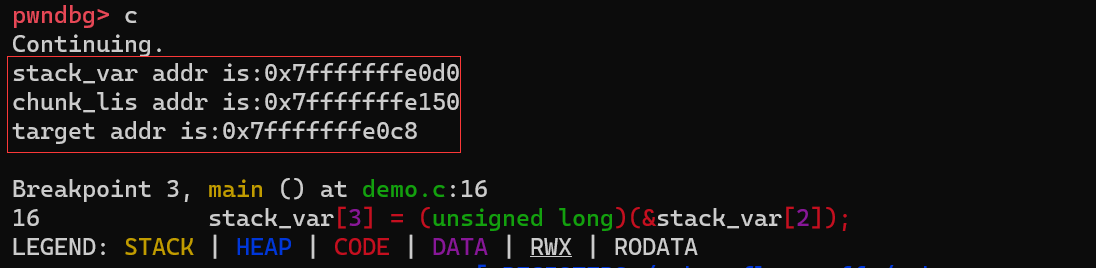 pwndbg> c
Continuing.
stack_var addr is:0x7fffffffe0d0
chunk_lis addr is:0x7fffffffe150
target addr is:0x7fffffffe0c8
Breakpoint 3, main () at demo.c:16
16 stack_var[3] = (unsigned long)(&stack_var[2]);
LEGEND: STACK | HEAP | CODE | DATA | RWX | RODATA